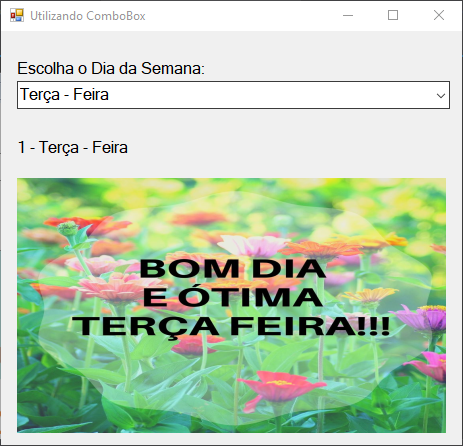 Utilizando ComboBox
Escolha o Dia da Semana:
Terça - Feira
1 - Terça - Feira
BOM DIA
E ÓTIMA
TERÇA FEIRA!!!